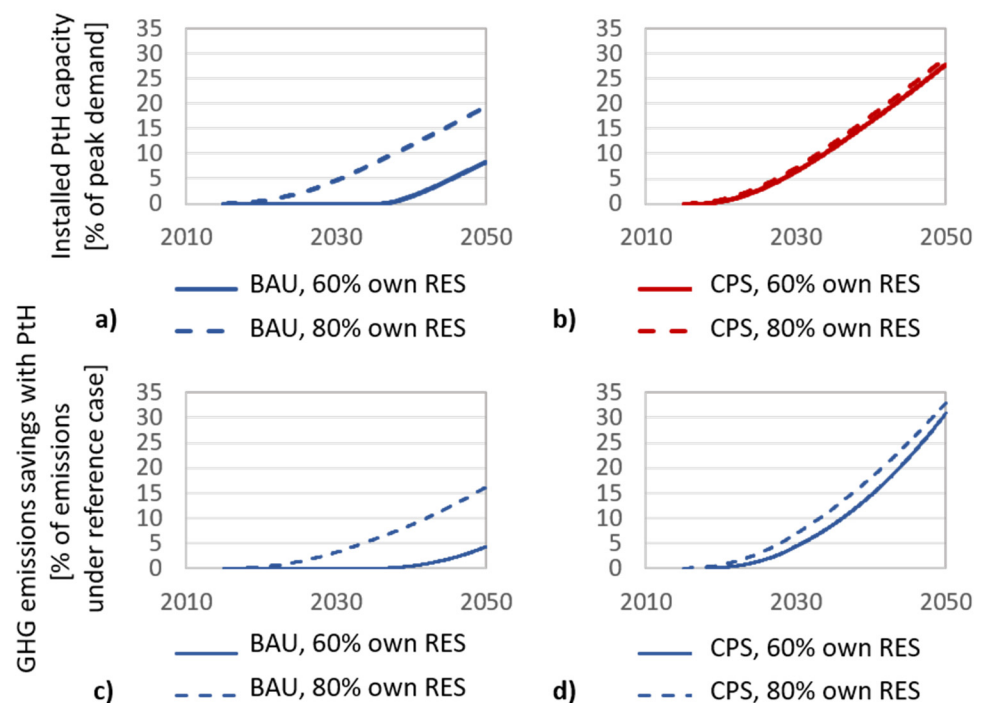 Installed PtH capacity
[% of peak demand]
35
30
25
20
15
10
5
0
2010 2030 2050
BAU, 60% own RES
a) BAU, 80% own RES
35
30
25
20
15
10
5
0
2010 2030 2050
CPS, 60% own RES
b) CPS, 80% own RES
GHG emissions savings with PtH
[% of emissions
under reference case]
35
30
25
20
15
10
5
0
2010 2030 2050
BAU, 60% own RES
c) BAU, 80% own RES
35
30
25
20
15
10
5
0
2010 2030 2050
CPS, 60% own RES
d) CPS, 80% own RES